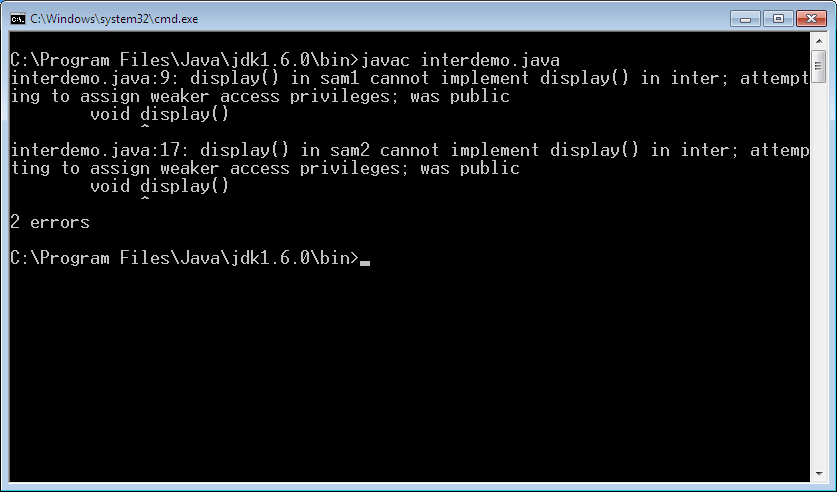 C:\Windows\system32\cmd.exe
C:\Program Files\Java\jdk1.6.0\bin>javac interdemo.java
interdemo.java:9: display() in sam1 cannot implement display() in inter; attempt
ing to assign weaker access privileges; was public
        void display()
             ^
interdemo.java:17: display() in sam2 cannot implement display() in inter; attemp
ting to assign weaker access privileges; was public
        void display()
             ^
2 errors
C:\Program Files\Java\jdk1.6.0\bin>_